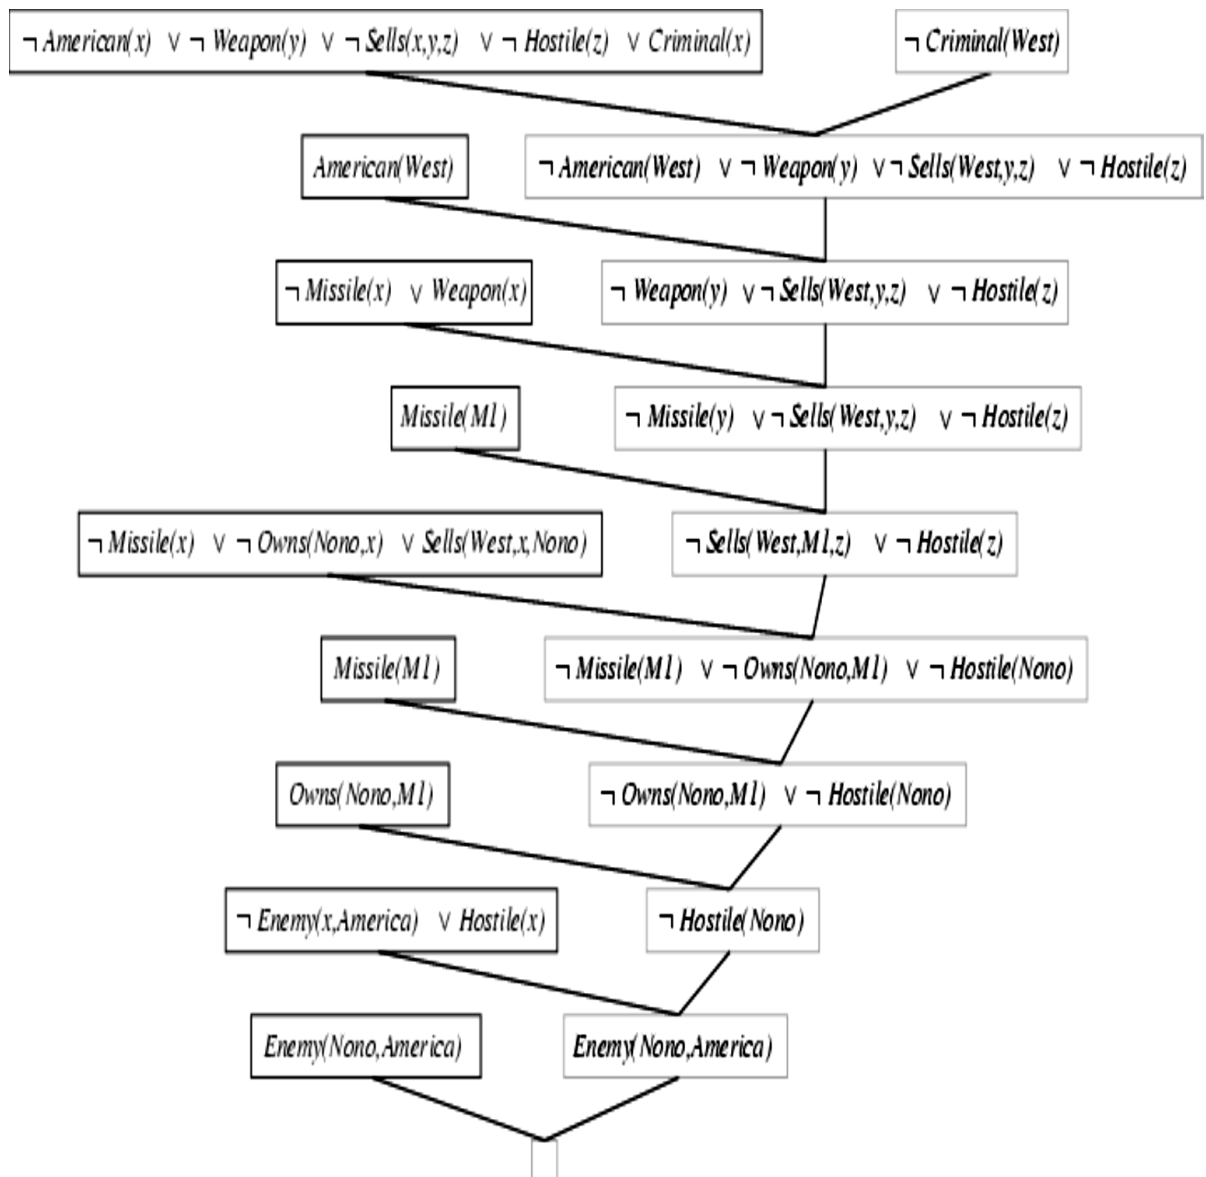 ¬ American(x) ∨ ¬ Weapon(y) ∨ ¬ Sells(x,y,z) ∨ ¬ Hostile(z) ∨ Criminal(x) ¬ Criminal(West)
American(West) ¬ American(West) ∨ ¬ Weapon(y) ∨ ¬ Sells(West,y,z) ∨ ¬ Hostile(z)
¬ Missile(x) ∨ Weapon(x) ¬ Weapon(y) ∨ ¬ Sells(West,y,z) ∨ ¬ Hostile(z)
Missile(M1) ¬ Missile(y) ∨ ¬ Sells(West,y,z) ∨ ¬ Hostile(z)
¬ Missile(x) ∨ ¬ Owns(Nono,x) ∨ Sells(West,x,Nono) ¬ Sells(West,M1,z) ∨ ¬ Hostile(z)
Missile(M1) ¬ Missile(M1) ∨ ¬ Owns(Nono,M1) ∨ ¬ Hostile(Nono)
Owns(Nono,M1) ¬ Owns(Nono,M1) ∨ ¬ Hostile(Nono)
¬ Enemy(x,America) ∨ Hostile(x) ¬ Hostile(Nono)
Enemy(Nono,America) Enemy(Nono,America)